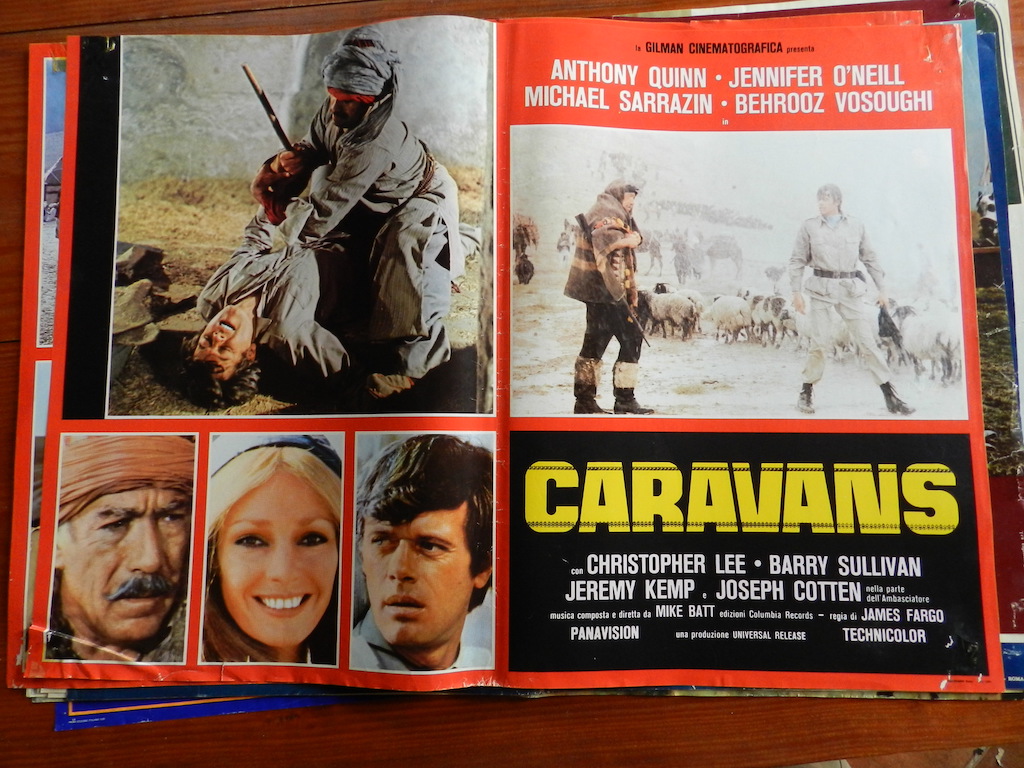 la GILMAN CINEMATOGRAFICA presenta
ANTHONY QUINN • JENNIFER O'NEILL
MICHAEL SARRAZIN • BEHROOZ VOSOUGHI
in
CARAVANS
con CHRISTOPHER LEE • BARRY SULLIVAN
JEREMY KEMP e JOSEPH COTTEN nella parte dell'Ambasciatore
musica composta e diretta da MIKE BATT edizioni Columbia Records – regia di JAMES FARGO
PANAVISION una produzione UNIVERSAL RELEASE TECHNICOLOR